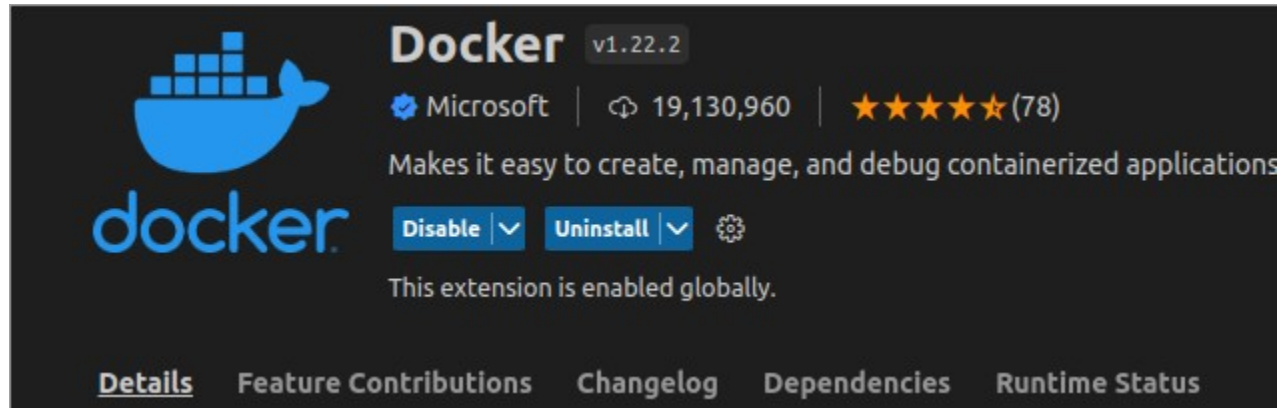 Docker v1.22.2
Microsoft 19,130,960 (78)
Makes it easy to create, manage, and debug containerized applications
docker
Disable Uninstall
This extension is enabled globally.
Details Feature Contributions Changelog Dependencies Runtime Status